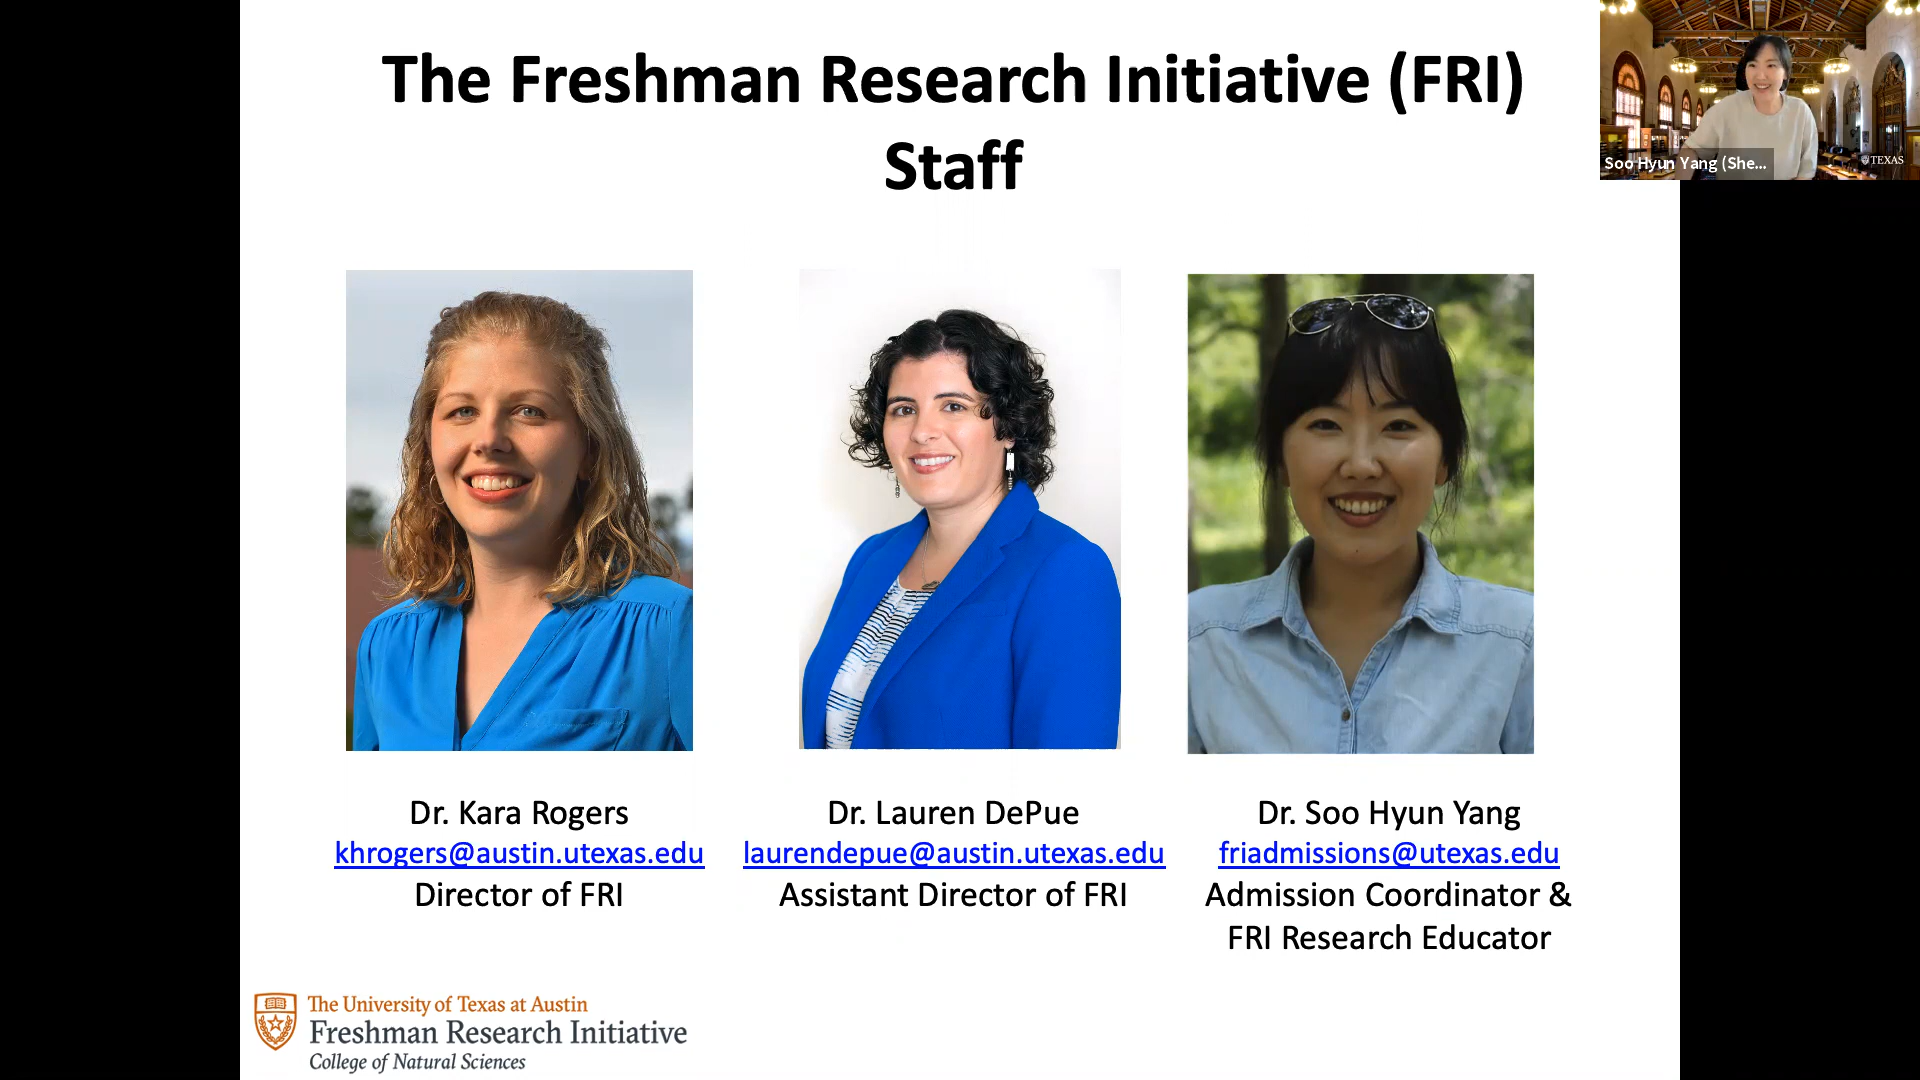 The Freshman Research Initiative (FRI)
Staff
Soo Hyun Yang (She...
TEXAS
Dr. Kara Rogers
khrogers@austin.utexas.edu
Director of FRI
Dr. Lauren DePue
laurendepue@austin.utexas.edu
Assistant Director of FRI
Dr. Soo Hyun Yang
friadmissions@utexas.edu
Admission Coordinator &
FRI Research Educator
The University of Texas at Austin
Freshman Research Initiative
College of Natural Sciences